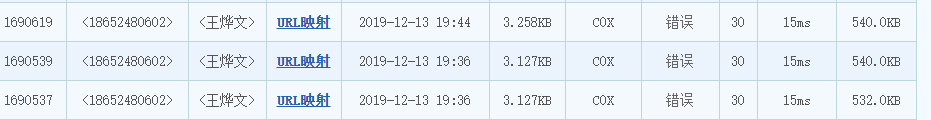 1690619 <18652480602> <王烨文> URL映射 2019-12-13 19:44 3.258KB COX 错误 30 15ms 540.0KB
1690539 <18652480602> <王烨文> URL映射 2019-12-13 19:36 3.127KB COX 错误 30 15ms 540.0KB
1690537 <18652480602> <王烨文> URL映射 2019-12-13 19:36 3.127KB COX 错误 30 15ms 532.0KB